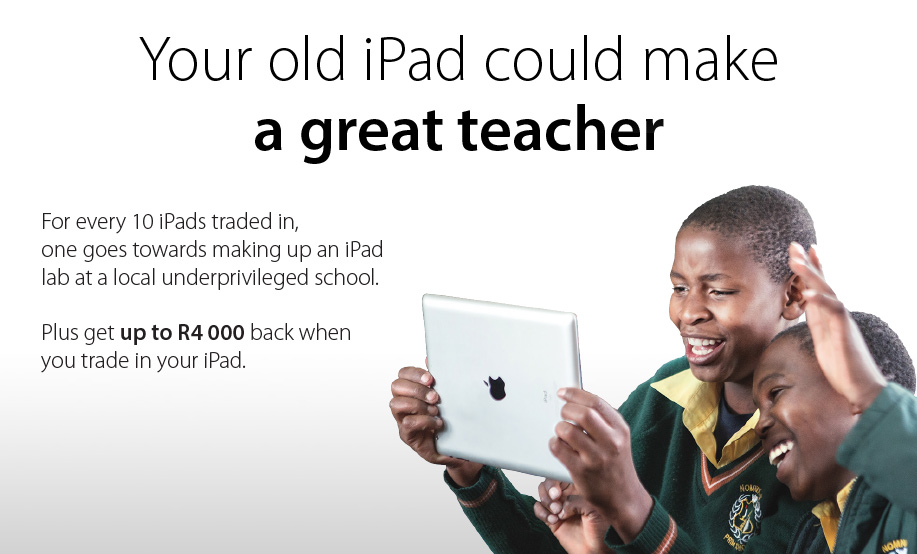 Your old iPad could make
a great teacher
For every 10 iPads traded in,
one goes towards making up an iPad
lab at a local underprivileged school.
Plus get up to R4 000 back when
you trade in your iPad.
iPad